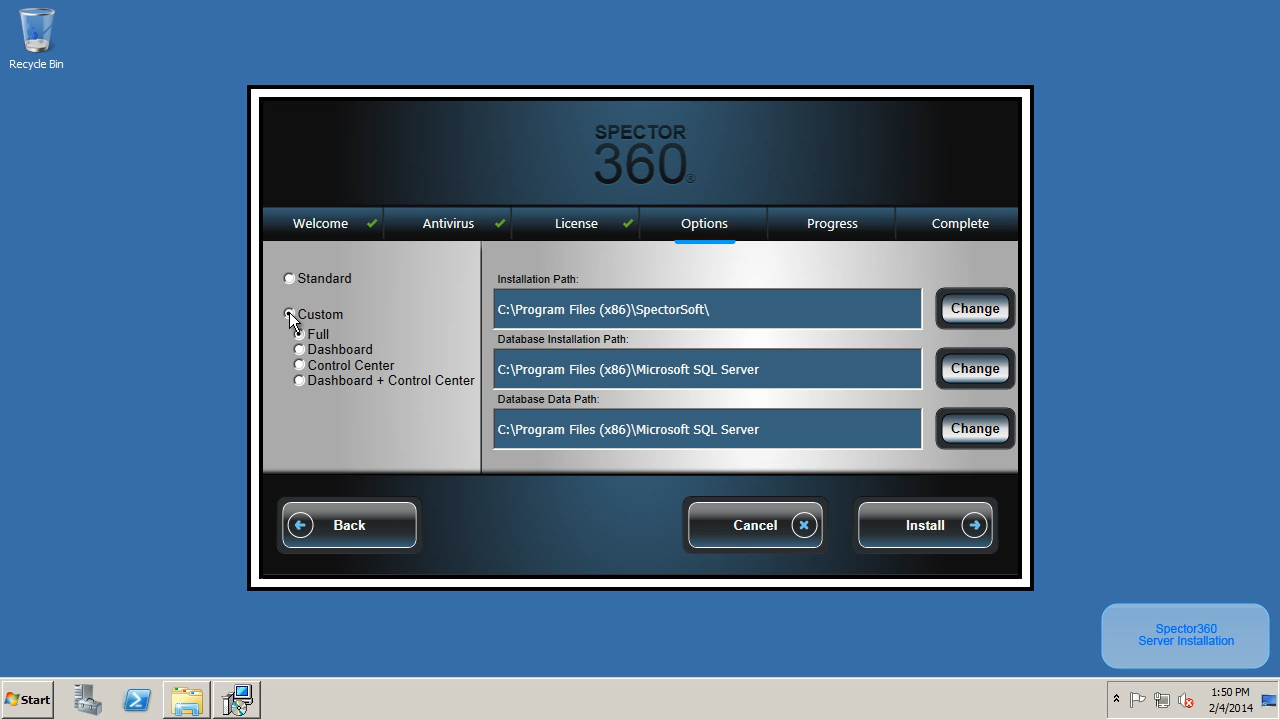 Recycle Bin
SPECTOR
360®
Welcome
Antivirus
License
Options
Progress
Complete
Standard
Custom
Full
Dashboard
Control Center
Dashboard + Control Center
Installation Path:
C:\Program Files (x86)\SpectorSoft\
Change
Database Installation Path:
C:\Program Files (x86)\Microsoft SQL Server
Change
Database Data Path:
C:\Program Files (x86)\Microsoft SQL Server
Change
Back
Cancel
Install
Spector360
Server Installation
Start
1:50 PM
2/4/2014